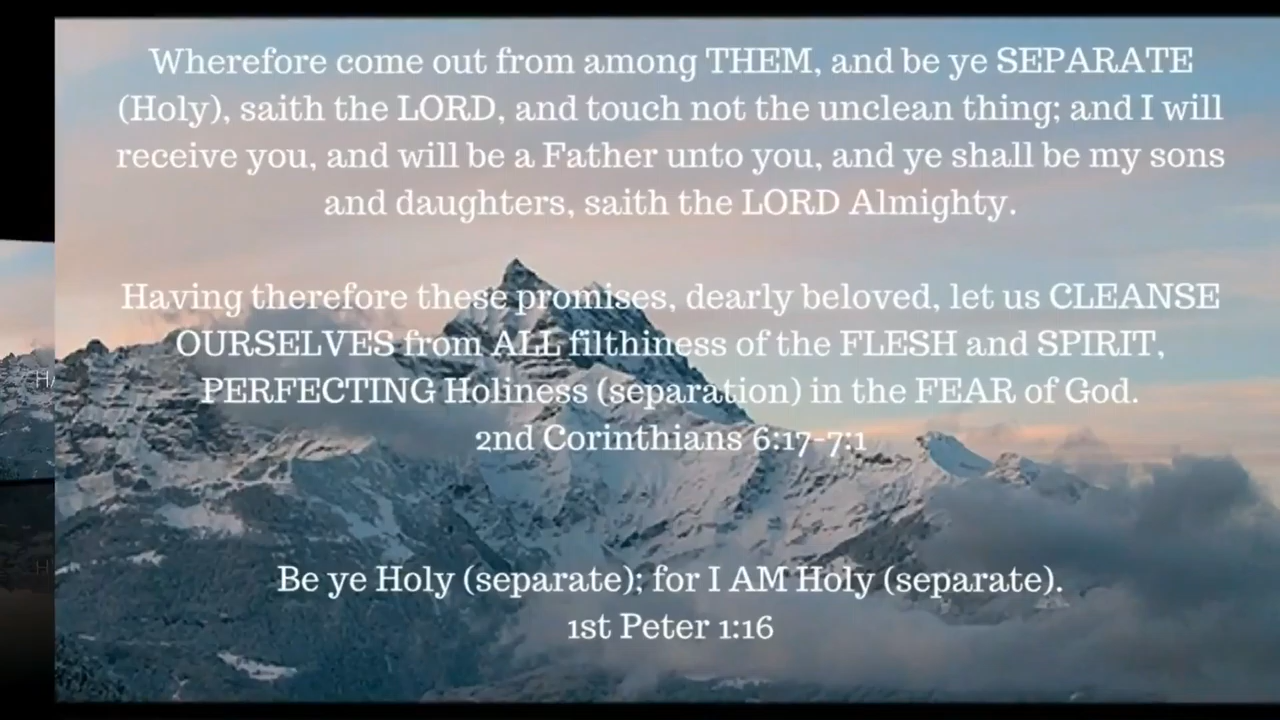 Wherefore come out from among THEM, and be ye SEPARATE
(Holy), saith the LORD, and touch not the unclean thing; and I will
receive you, and will be a Father unto you, and ye shall be my sons
and daughters, saith the LORD Almighty.
Having therefore these promises, dearly beloved, let us CLEANSE
OURSELVES from ALL filthiness of the FLESH and SPIRIT,
PERFECTING Holiness (separation) in the FEAR of God.
2nd Corinthians 6:17-7:1
Be ye Holy (separate); for I AM Holy (separate).
1st Peter 1:16